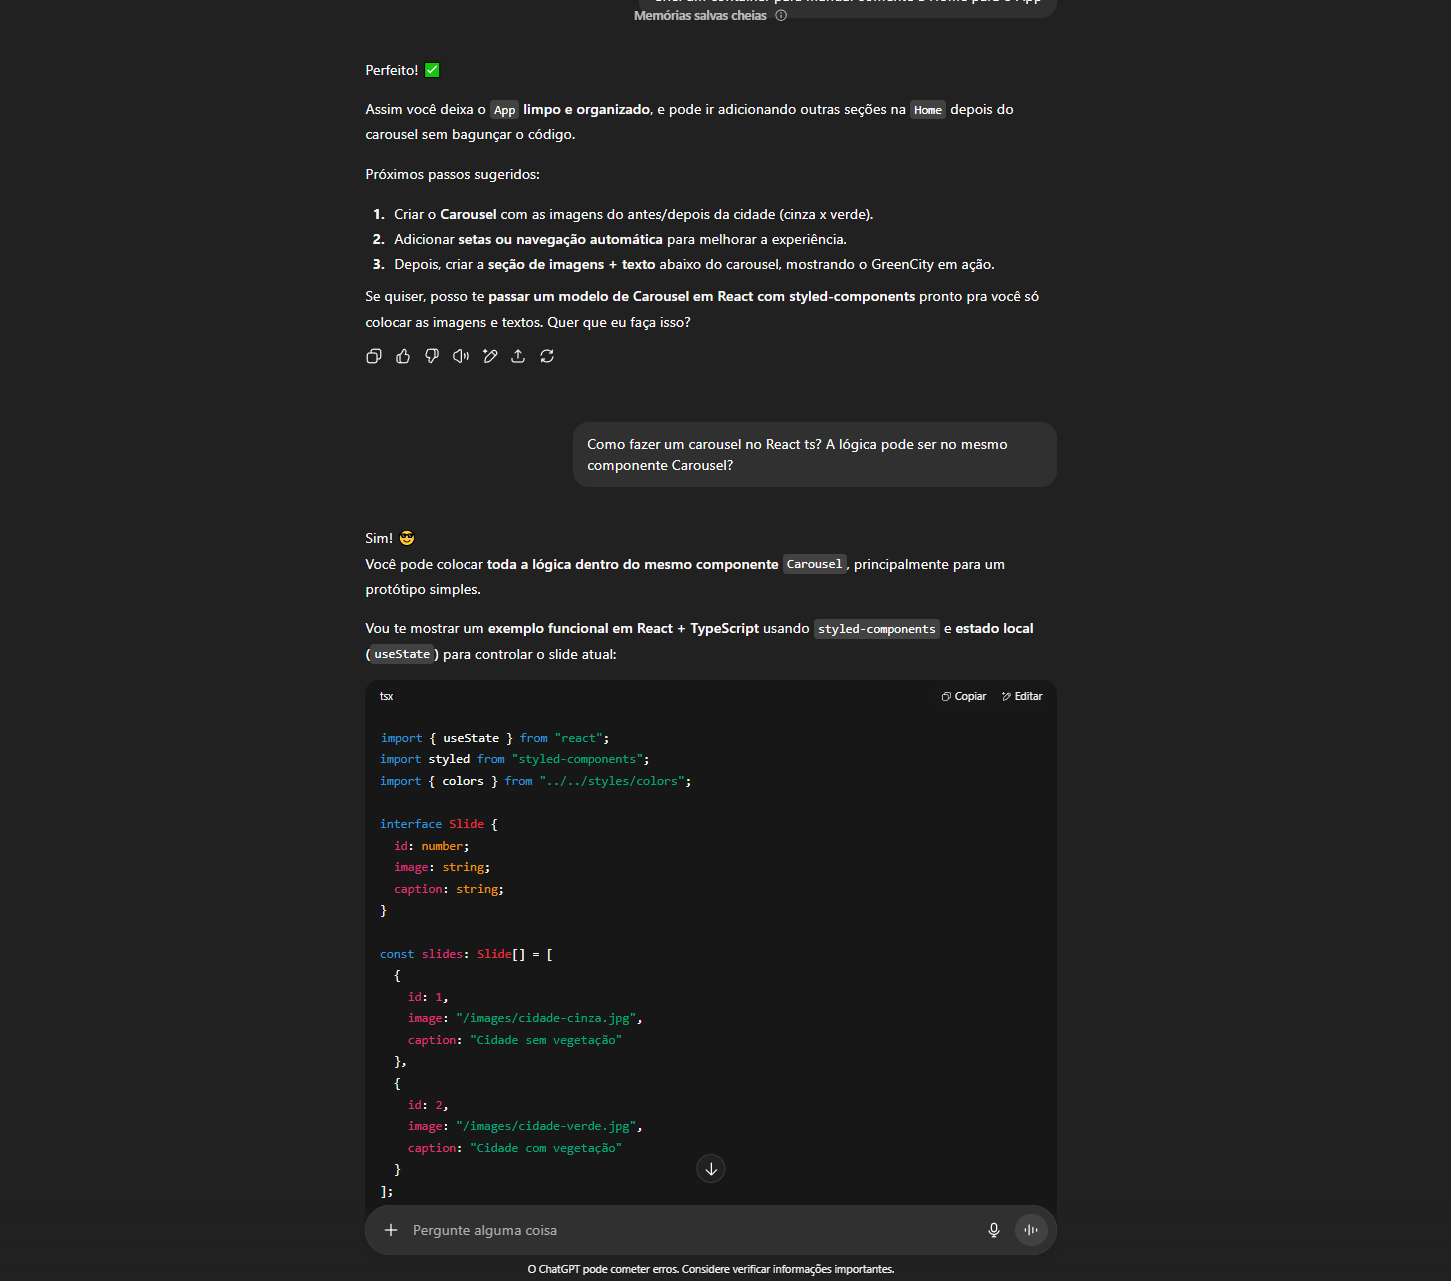 Criei um container para mandar somente a Home para o App
Memórias salvas cheias
Perfeito! ✅
Assim você deixa o App limpo e organizado, e pode ir adicionando outras seções na Home depois do
carousel sem bagunçar o código.
Próximos passos sugeridos:
1. Criar o Carousel com as imagens do antes/depois da cidade (cinza x verde).
2. Adicionar setas ou navegação automática para melhorar a experiência.
3. Depois, criar a seção de imagens + texto abaixo do carousel, mostrando o GreenCity em ação.
Se quiser, posso te passar um modelo de Carousel em React com styled-components pronto pra você só
colocar as imagens e textos. Quer que eu faça isso?
Como fazer um carousel no React ts? A lógica pode ser no mesmo
componente Carousel?
Sim! 😎
Você pode colocar toda a lógica dentro do mesmo componente Carousel, principalmente para um
protótipo simples.
Vou te mostrar um exemplo funcional em React + TypeScript usando styled-components e estado local
(useState) para controlar o slide atual:
tsx Copiar Editar
import { useState } from "react";
import styled from "styled-components";
import { colors } from "../../styles/colors";
interface Slide {
id: number;
image: string;
caption: string;
}
const slides: Slide[] = [
{
id: 1,
image: "/images/cidade-cinza.jpg",
caption: "Cidade sem vegetação"
},
{
id: 2,
image: "/images/cidade-verde.jpg",
caption: "Cidade com vegetação"
}
];
Pergunte alguma coisa
O ChatGPT pode cometer erros. Considere verificar informações importantes.